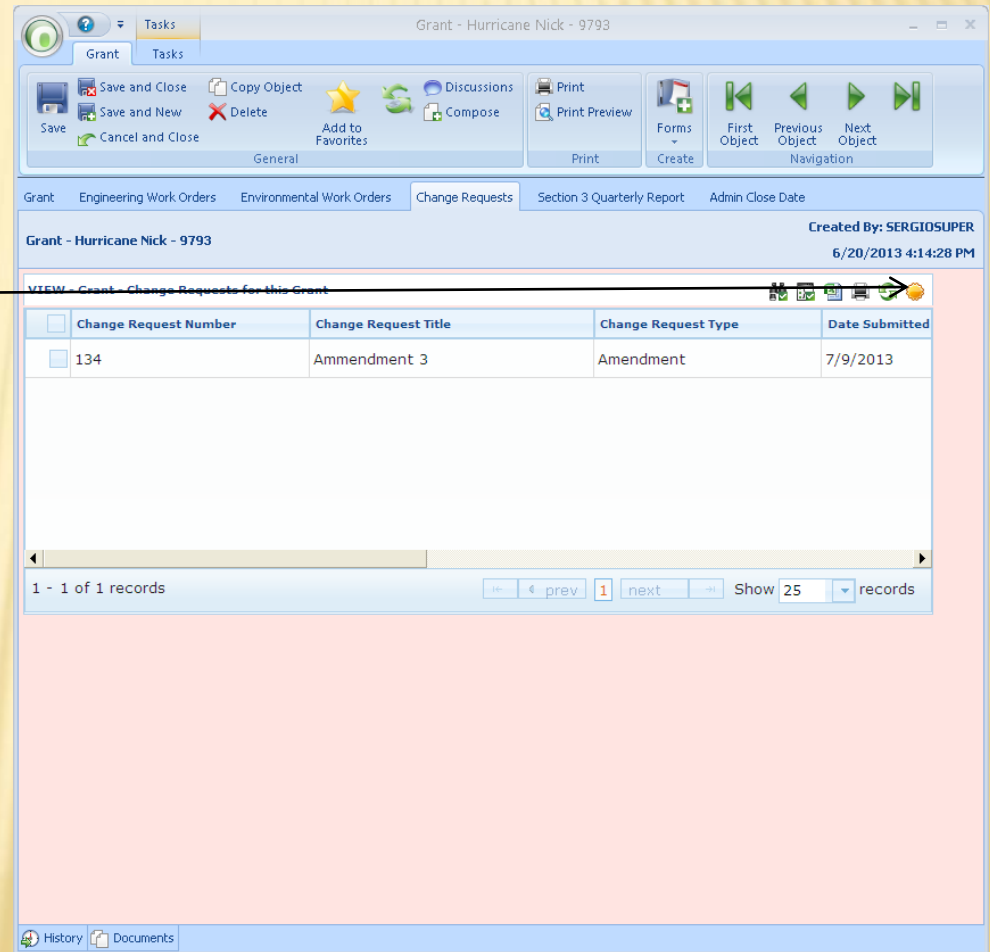 Tasks
Grant - Hurricane Nick - 9793
Grant Tasks
Save
Save and Close
Save and New
Cancel and Close
Copy Object
Delete
Add to
Favorites
Discussions
Compose
General
Print
Print Preview
Print
Forms
Create
First
Object
Previous
Object
Next
Object
Navigation
Grant Engineering Work Orders Environmental Work Orders Change Requests Section 3 Quarterly Report Admin Close Date
Grant - Hurricane Nick - 9793
Created By: SERGIOSUPER
6/20/2013 4:14:28 PM
VIEW - Grant - Change Requests for this Grant
Change Request Number Change Request Title Change Request Type Date Submitted
134 Ammendment 3 Amendment 7/9/2013
1 - 1 of 1 records prev 1 next Show 25 records
History Documents